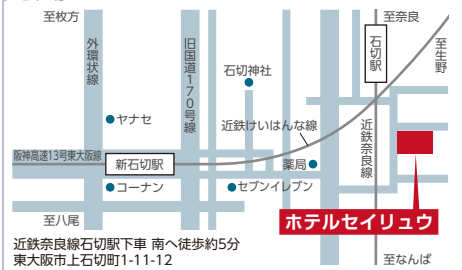 至枚方
至奈良
外環状線
旧国道170号線
石切駅
至生野
石切神社
ヤナセ
近鉄けいはんな線
阪神高速13号東大阪線
新石切駅
薬局
近鉄奈良線
コーナン
セブンイレブン
ホテルセイリュウ
至八尾
近鉄奈良線石切駅下車 南へ徒歩約5分
東大阪市上石切町1-11-12
至なんば